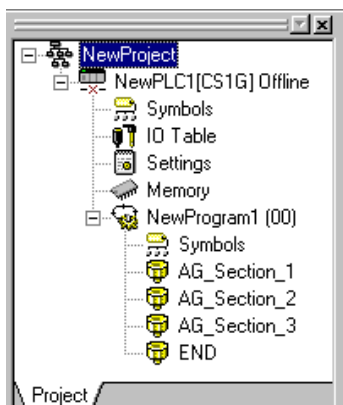 NewProject
NewPLC1[CS1G] Offline
Symbols
IO Table
Settings
Memory
NewProgram1 (00)
Symbols
AG_Section_1
AG_Section_2
AG_Section_3
END
Project